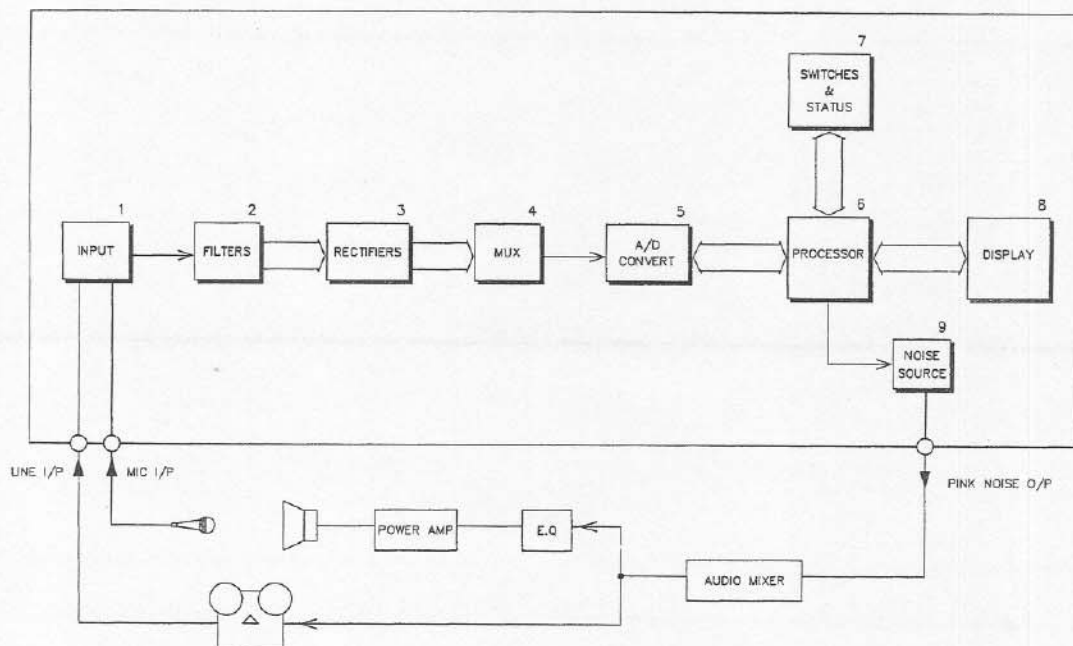 7
SWITCHES
&
STATUS
1
INPUT
2
FILTERS
3
RECTIFIERS
4
MUX
5
A/D
CONVERT
6
PROCESSOR
8
DISPLAY
9
NOISE
SOURCE
LINE I/P
MIC I/P
PINK NOISE O/P
POWER AMP
E.Q
AUDIO MIXER